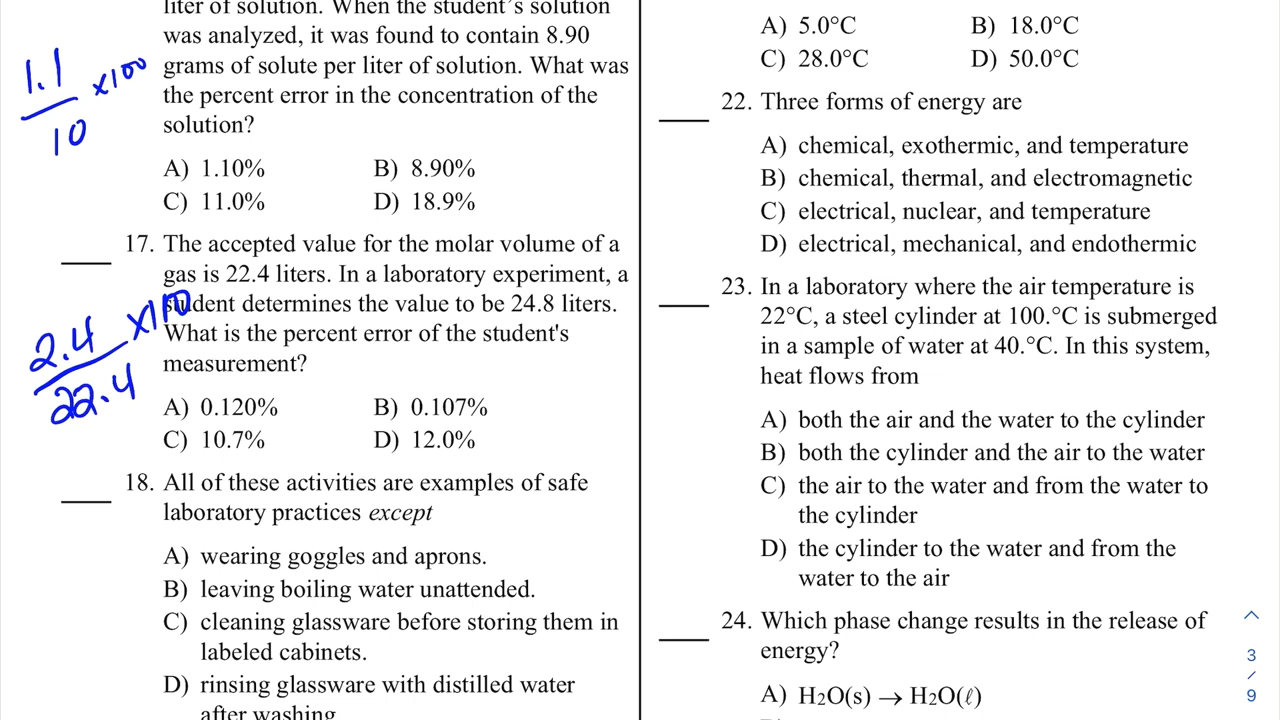 liter of solution. When the student's solution
was analyzed, it was found to contain 8.90
grams of solute per liter of solution. What was
the percent error in the concentration of the
solution?
A) 1.10% B) 8.90%
C) 11.0% D) 18.9%
1.1
10
×100
17. The accepted value for the molar volume of a
gas is 22.4 liters. In a laboratory experiment, a
student determines the value to be 24.8 liters.
What is the percent error of the student's
measurement?
A) 0.120% B) 0.107%
C) 10.7% D) 12.0%
2.4
22.4
×100
18. All of these activities are examples of safe
laboratory practices except
A) wearing goggles and aprons.
B) leaving boiling water unattended.
C) cleaning glassware before storing them in
labeled cabinets.
D) rinsing glassware with distilled water
after washing
A) 5.0°C B) 18.0°C
C) 28.0°C D) 50.0°C
22. Three forms of energy are
A) chemical, exothermic, and temperature
B) chemical, thermal, and electromagnetic
C) electrical, nuclear, and temperature
D) electrical, mechanical, and endothermic
23. In a laboratory where the air temperature is
22°C, a steel cylinder at 100.°C is submerged
in a sample of water at 40.°C. In this system,
heat flows from
A) both the air and the water to the cylinder
B) both the cylinder and the air to the water
C) the air to the water and from the water to
the cylinder
D) the cylinder to the water and from the
water to the air
24. Which phase change results in the release of
energy?
A) H2O(s) → H2O(ℓ)
3
/
9